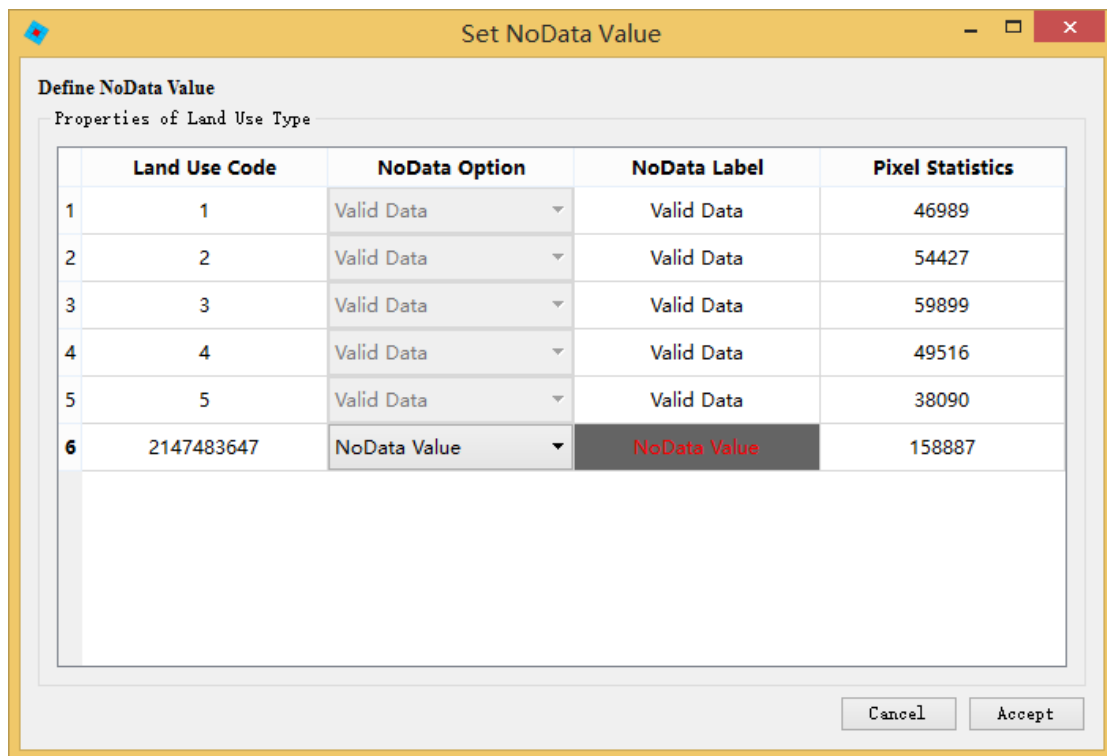 Set NoData Value
Define NoData Value
Properties of Land Use Type
Land Use Code NoData Option NoData Label Pixel Statistics
1 1 Valid Data Valid Data 46989
2 2 Valid Data Valid Data 54427
3 3 Valid Data Valid Data 59899
4 4 Valid Data Valid Data 49516
5 5 Valid Data Valid Data 38090
6 2147483647 NoData Value NoData Value 158887
Cancel Accept